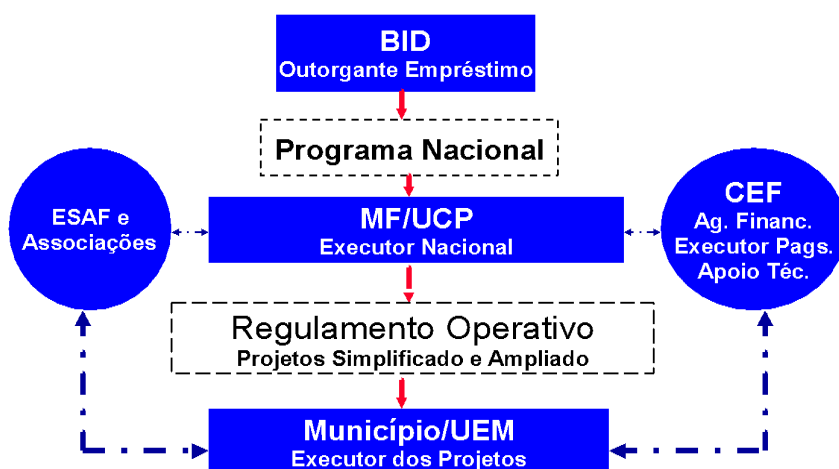 BID
Outorgante Empréstimo
Programa Nacional
ESAF e
Associações
MF/UCP
Executor Nacional
CEF
Ag. Financ.
Executor Pags.
Apoio Téc.
Regulamento Operativo
Projetos Simplificado e Ampliado
Município/UEM
Executor dos Projetos